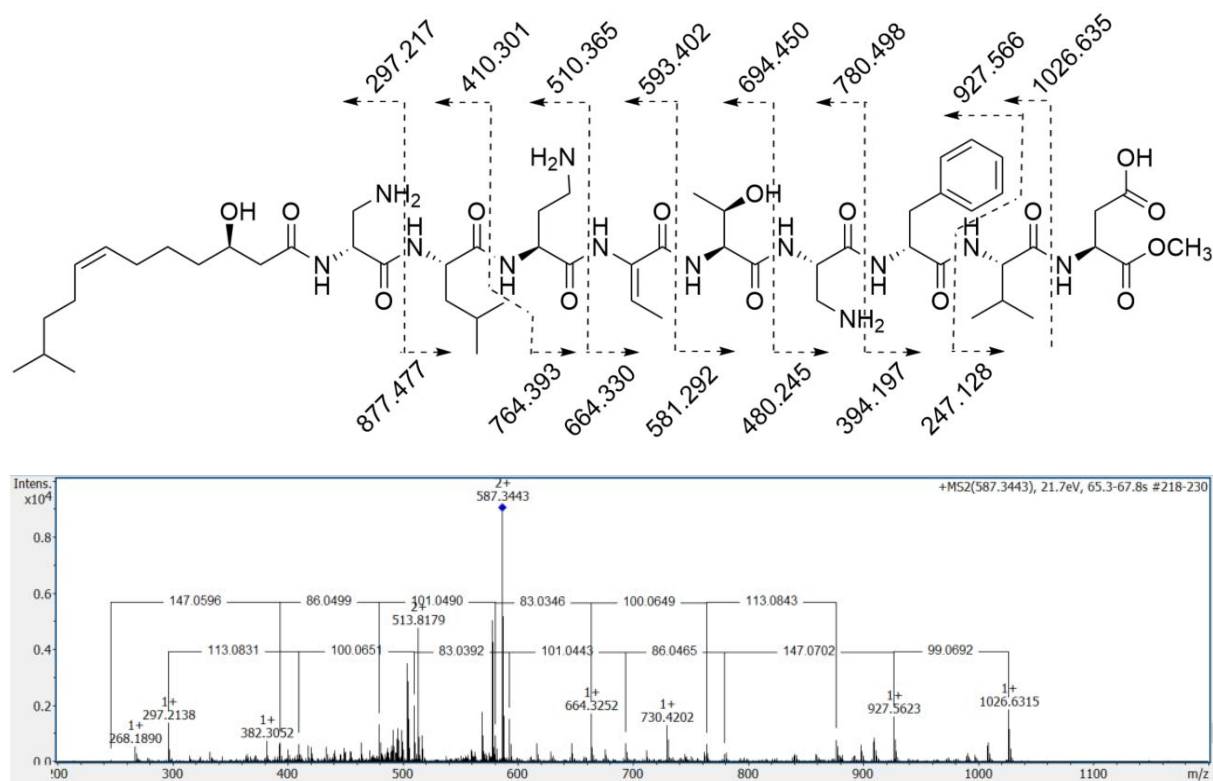 297.217
410.301
510.365
593.402
694.450
780.498
927.566
1026.635
H₂N
OH
O
NH₂
N
H
O
H
N
O
N
H
O
H
N
O
OH
N
H
O
H
N
NH₂
O
N
H
O
H
N
O
N
H
OH
O
OCH₃
O
877.477
764.393
664.330
581.292
480.245
394.197
247.128
Intens.
x10⁴
0.8
0.6
0.4
0.2
0.0
+MS2(587.3443), 21.7eV, 65.3-67.8s #218-230
2+
587.3443
147.0596
86.0499
101.0490
83.0346
100.0649
113.0843
2+
513.8179
113.0831
100.0651
83.0392
101.0443
86.0465
147.0702
99.0692
1+
297.2138
1+
268.1890
1+
382.3052
1+
664.3252
1+
730.4202
1+
927.5623
1+
1026.6315
200
300
400
500
600
700
800
900
1000
1100
m/z